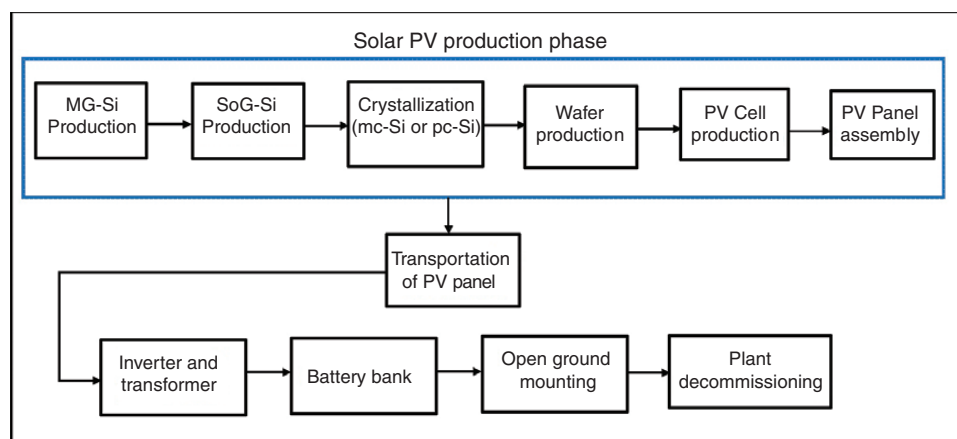 Solar PV production phase
MG-Si
Production
SoG-Si
Production
Crystallization
(mc-Si or pc-Si)
Wafer
production
PV Cell
production
PV Panel
assembly
Transportation
of PV panel
Inverter and
transformer
Battery bank
Open ground
mounting
Plant
decommissioning